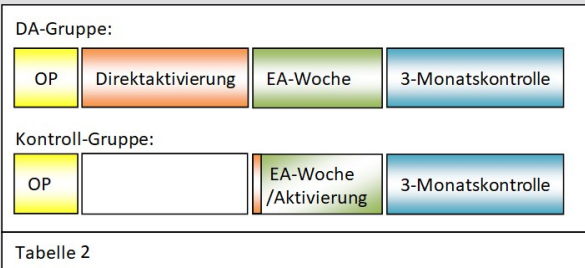 DA-Gruppe:
OP Direktaktivierung EA-Woche 3-Monatskontrolle
Kontroll-Gruppe:
OP EA-Woche /Aktivierung 3-Monatskontrolle
Tabelle 2